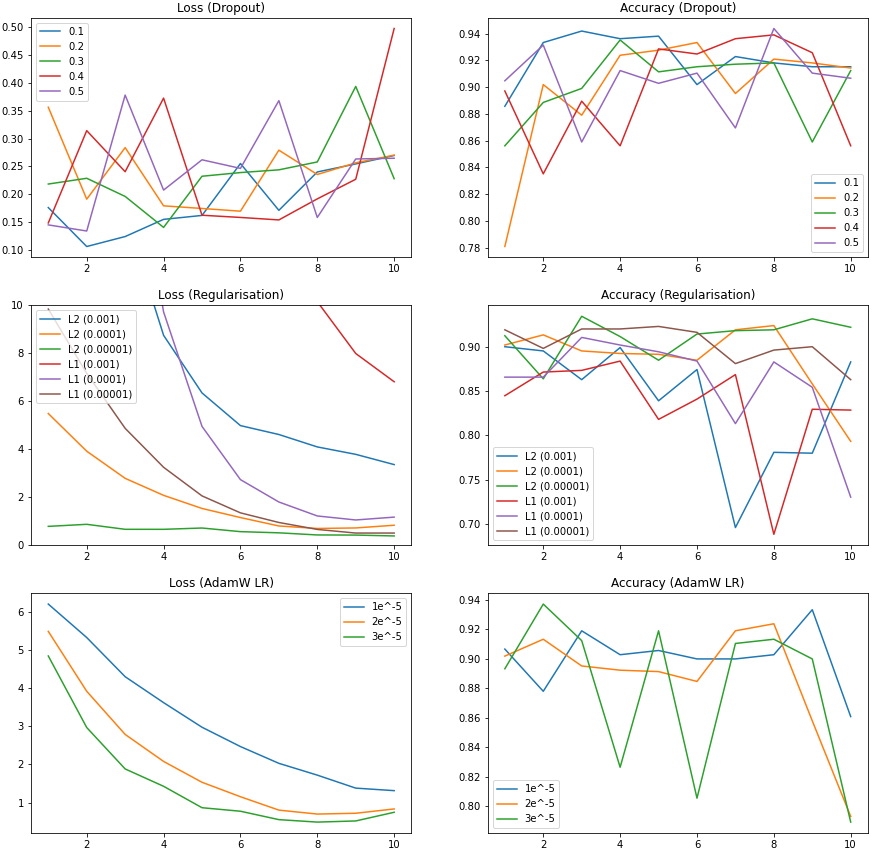 Loss (Dropout)
0.50
0.45
0.40
0.35
0.30
0.25
0.20
0.15
0.10
0.1
0.2
0.3
0.4
0.5
2 4 6 8 10
Accuracy (Dropout)
0.94
0.92
0.90
0.88
0.86
0.84
0.82
0.80
0.78
0.1
0.2
0.3
0.4
0.5
2 4 6 8 10
Loss (Regularisation)
10
8
6
4
2
0
L2 (0.001)
L2 (0.0001)
L2 (0.00001)
L1 (0.001)
L1 (0.0001)
L1 (0.00001)
2 4 6 8 10
Accuracy (Regularisation)
0.90
0.85
0.80
0.75
0.70
L2 (0.001)
L2 (0.0001)
L2 (0.00001)
L1 (0.001)
L1 (0.0001)
L1 (0.00001)
2 4 6 8 10
Loss (AdamW LR)
6
5
4
3
2
1
1e^-5
2e^-5
3e^-5
2 4 6 8 10
Accuracy (AdamW LR)
0.94
0.92
0.90
0.88
0.86
0.84
0.82
0.80
1e^-5
2e^-5
3e^-5
2 4 6 8 10